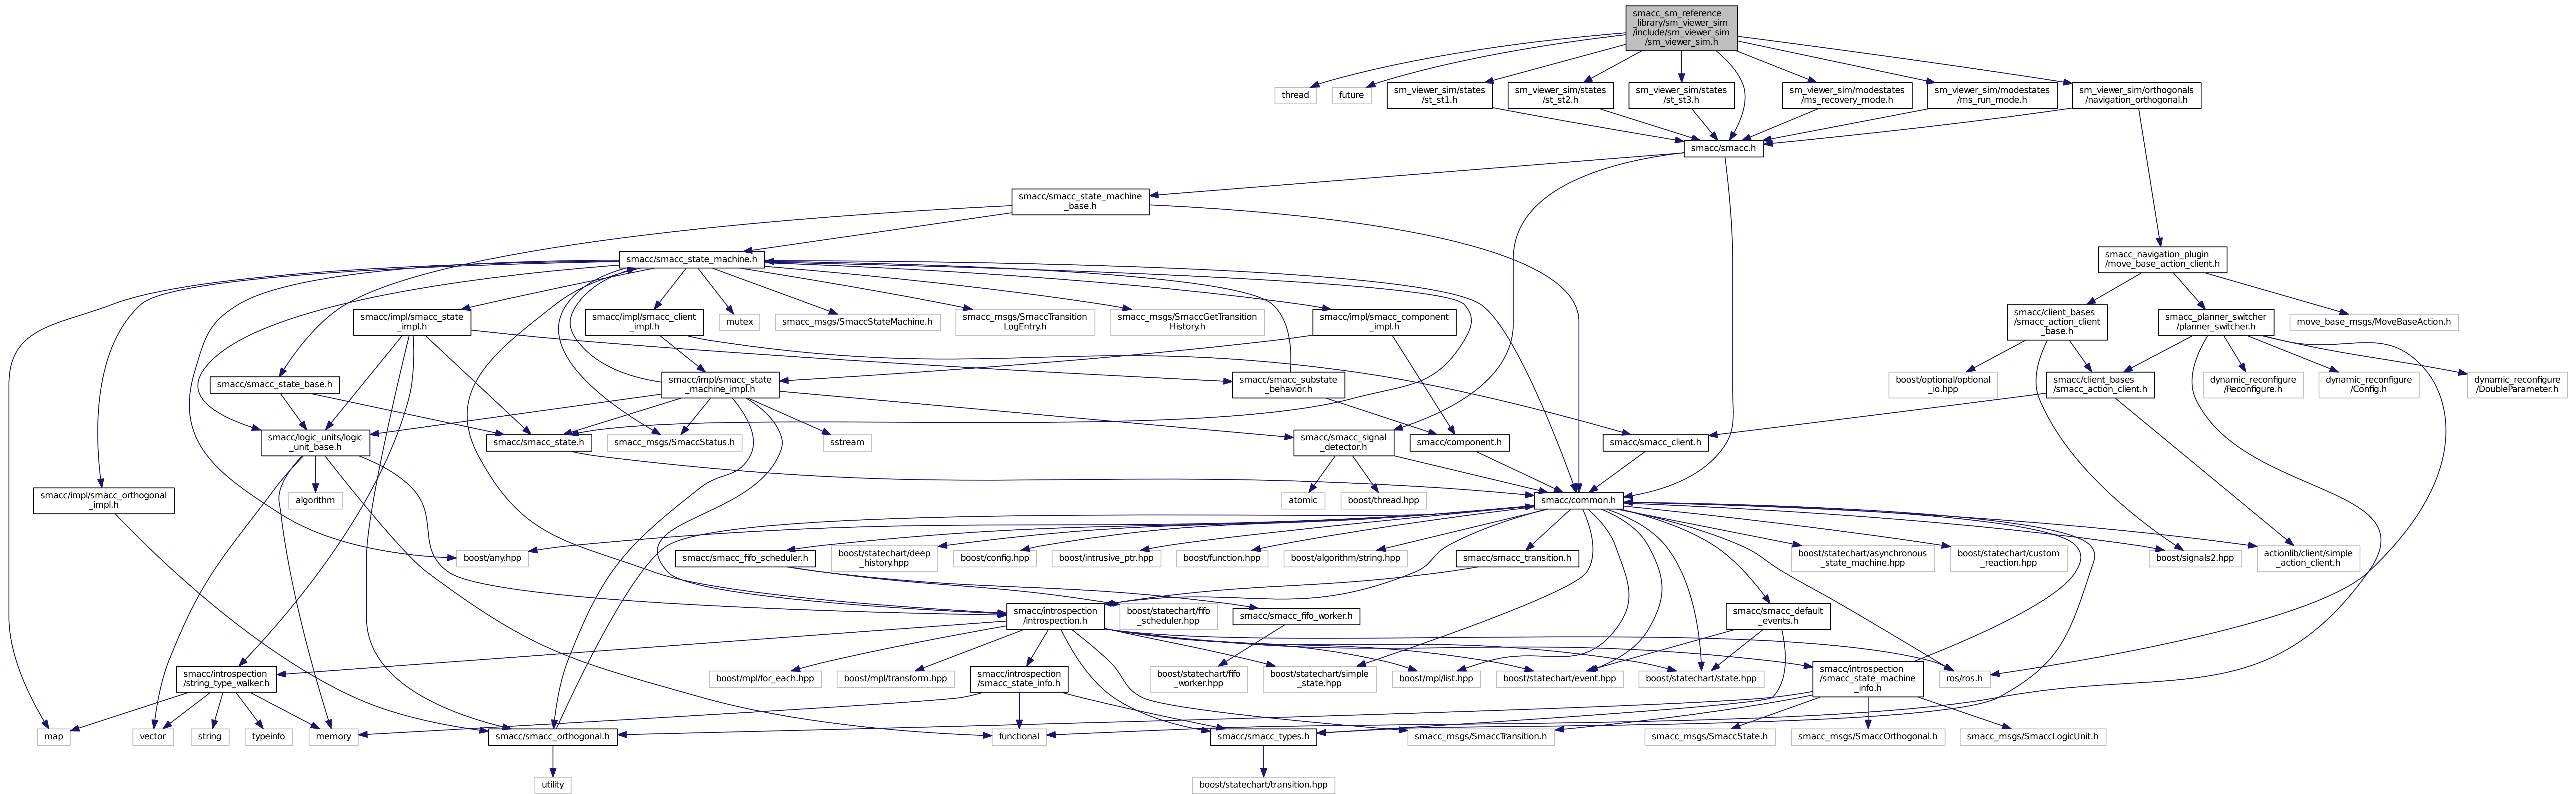 smacc_sm_reference
_library/sm_viewer_sim
/include/sm_viewer_sim
/sm_viewer_sim.h
thread
future
sm_viewer_sim/states
/st_st1.h
sm_viewer_sim/states
/st_st2.h
sm_viewer_sim/states
/st_st3.h
sm_viewer_sim/modestates
/ms_recovery_mode.h
sm_viewer_sim/modestates
/ms_run_mode.h
sm_viewer_sim/orthogonals
/navigation_orthogonal.h
smacc/smacc.h
smacc/smacc_state_machine
_base.h
smacc/smacc_state_machine.h
smacc_navigation_plugin
/move_base_action_client.h
smacc/impl/smacc_state
_impl.h
smacc/impl/smacc_client
_impl.h
mutex
smacc_msgs/SmaccStateMachine.h
smacc_msgs/SmaccTransition
LogEntry.h
smacc_msgs/SmaccGetTransition
History.h
smacc/impl/smacc_component
_impl.h
smacc/client_bases
/smacc_action_client
_base.h
smacc_planner_switcher
/planner_switcher.h
move_base_msgs/MoveBaseAction.h
smacc/smacc_state_base.h
smacc/impl/smacc_state
_machine_impl.h
smacc/smacc_substate
_behavior.h
boost/optional/optional
_io.hpp
smacc/client_bases
/smacc_action_client.h
dynamic_reconfigure
/Reconfigure.h
dynamic_reconfigure
/Config.h
dynamic_reconfigure
/DoubleParameter.h
smacc/logic_units/logic
_unit_base.h
smacc/smacc_state.h
smacc_msgs/SmaccStatus.h
sstream
smacc/smacc_signal
_detector.h
smacc/component.h
smacc/smacc_client.h
smacc/impl/smacc_orthogonal
_impl.h
algorithm
atomic
boost/thread.hpp
smacc/common.h
boost/any.hpp
smacc/smacc_fifo_scheduler.h
boost/statechart/deep
_history.hpp
boost/config.hpp
boost/intrusive_ptr.hpp
boost/function.hpp
boost/algorithm/string.hpp
smacc/smacc_transition.h
boost/statechart/asynchronous
_state_machine.hpp
boost/statechart/custom
_reaction.hpp
boost/signals2.hpp
actionlib/client/simple
_action_client.h
smacc/introspection
/introspection.h
boost/statechart/fifo
_scheduler.hpp
smacc/smacc_fifo_worker.h
smacc/smacc_default
_events.h
smacc/introspection
/string_type_walker.h
boost/mpl/for_each.hpp
boost/mpl/transform.hpp
smacc/introspection
/smacc_state_info.h
boost/statechart/fifo
_worker.hpp
boost/statechart/simple
_state.hpp
boost/mpl/list.hpp
boost/statechart/event.hpp
boost/statechart/state.hpp
smacc/introspection
/smacc_state_machine
_info.h
ros/ros.h
map
vector
string
typeinfo
memory
smacc/smacc_orthogonal.h
functional
smacc/smacc_types.h
smacc_msgs/SmaccTransition.h
smacc_msgs/SmaccState.h
smacc_msgs/SmaccOrthogonal.h
smacc_msgs/SmaccLogicUnit.h
utility
boost/statechart/transition.hpp